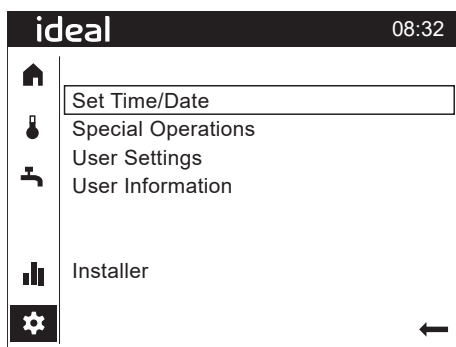 ideal 08:32
Set Time/Date
Special Operations
User Settings
User Information
Installer